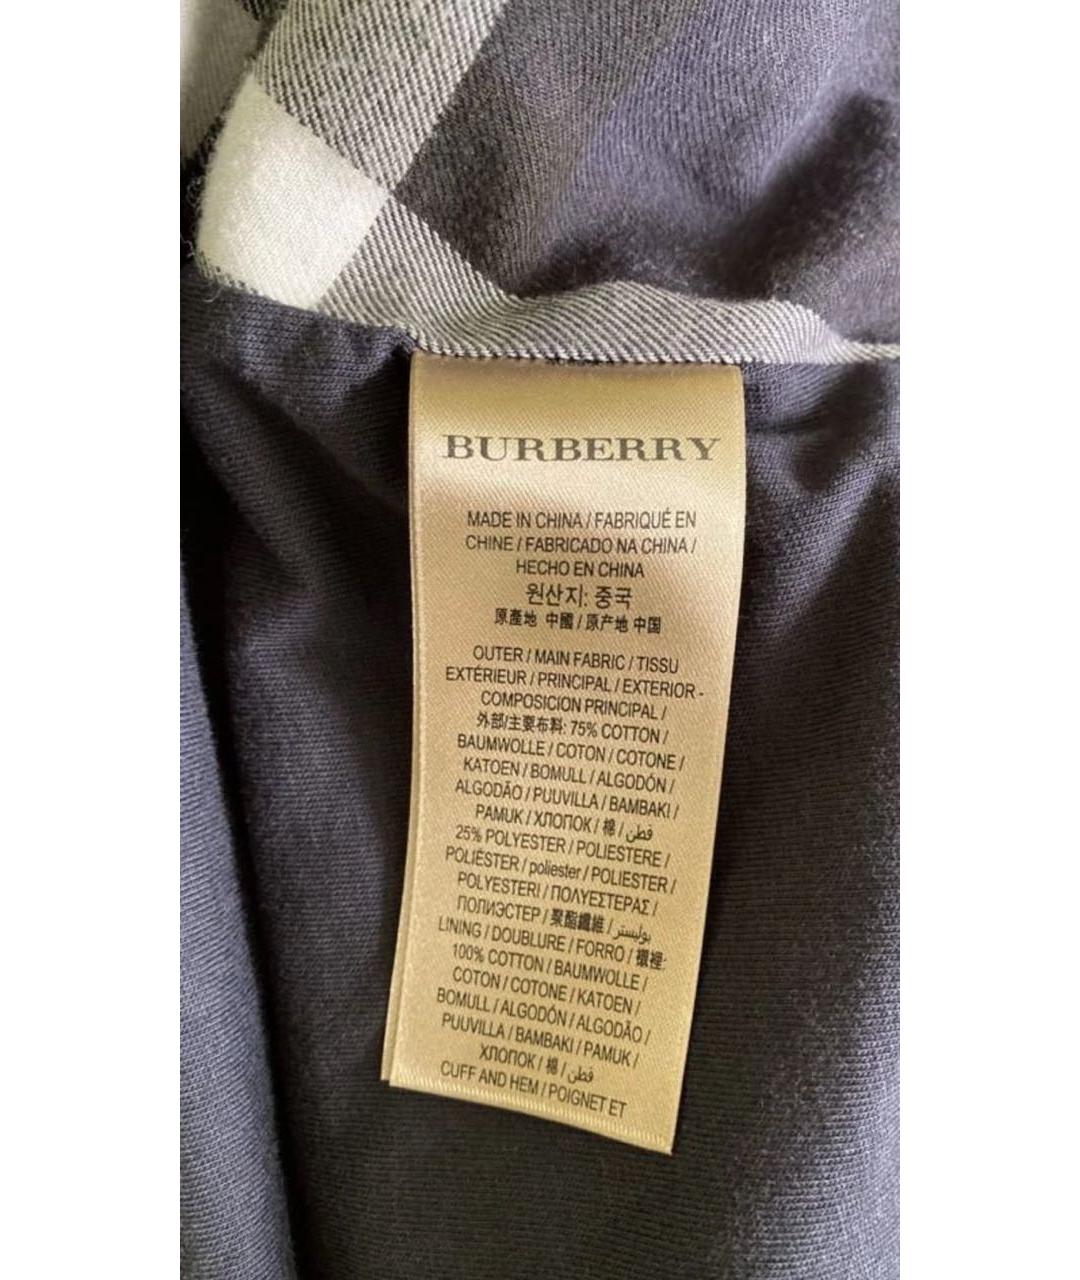 BURBERRY
MADE IN CHINA / FABRIQUÉ EN
CHINE / FABRICADO NA CHINA /
HECHO EN CHINA
원산지: 중국
原產地 中國 / 原产地 中国
OUTER / MAIN FABRIC / TISSU
EXTÉRIEUR / PRINCIPAL / EXTERIOR -
COMPOSICION PRINCIPAL /
外部/主要布料: 75% COTTON /
BAUMWOLLE / COTON / COTONE /
KATOEN / BOMULL / ALGODÓN /
ALGODÃO / PUUVILLA / BAMBAKI /
PAMUK / ХЛОПОК / 棉 / قطن /
25% POLYESTER / POLIESTERE /
POLIÉSTER / poliester / POLIESTER /
POLYESTERI / ΠΟΛΥΕΣΤΕΡΑΣ /
ПОЛИЭСТЕР / 聚酯纖維 / بوليستر /
LINING / DOUBLURE / FORRO / 襯裡:
100% COTTON / BAUMWOLLE /
COTON / COTONE / KATOEN /
BOMULL / ALGODÓN / ALGODÃO /
PUUVILLA / BAMBAKI / PAMUK /
ХЛОПОК / 棉 / قطن
CUFF AND HEM / POIGNET ET